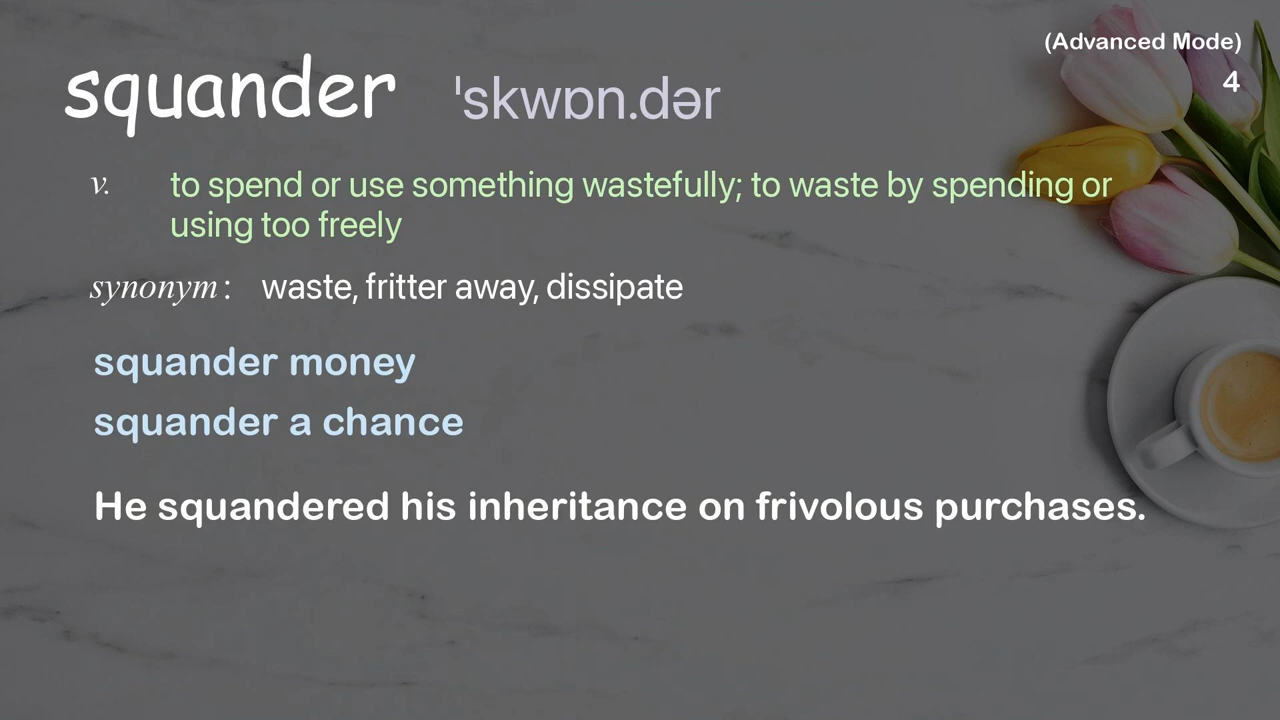 (Advanced Mode)
4
squander ˈskwɒn.dər
v. to spend or use something wastefully; to waste by spending or
using too freely
synonym : waste, fritter away, dissipate
squander money
squander a chance
He squandered his inheritance on frivolous purchases.